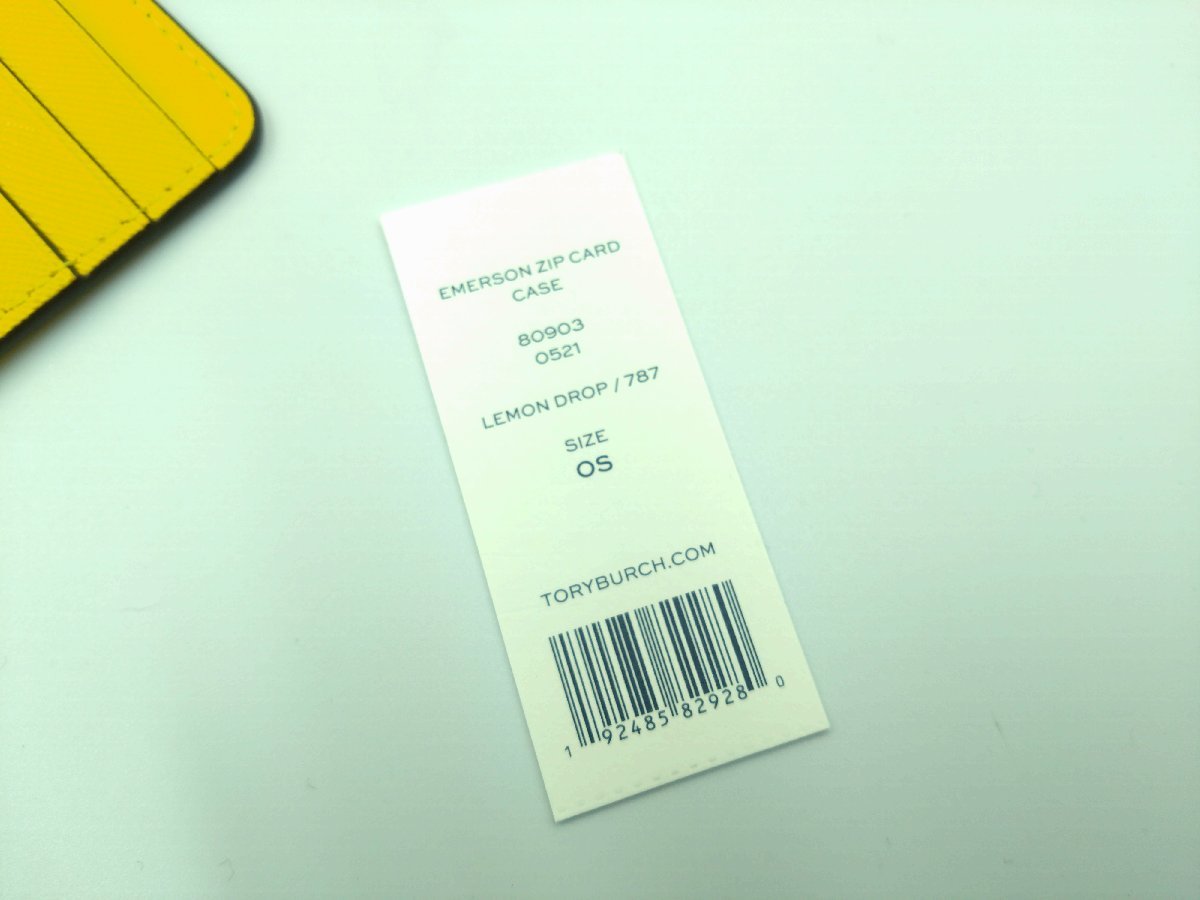 EMERSON ZIP CARD
CASE
80903
0521
LEMON DROP / 787
SIZE
OS
TORYBURCH.COM
1 92485 82928 0